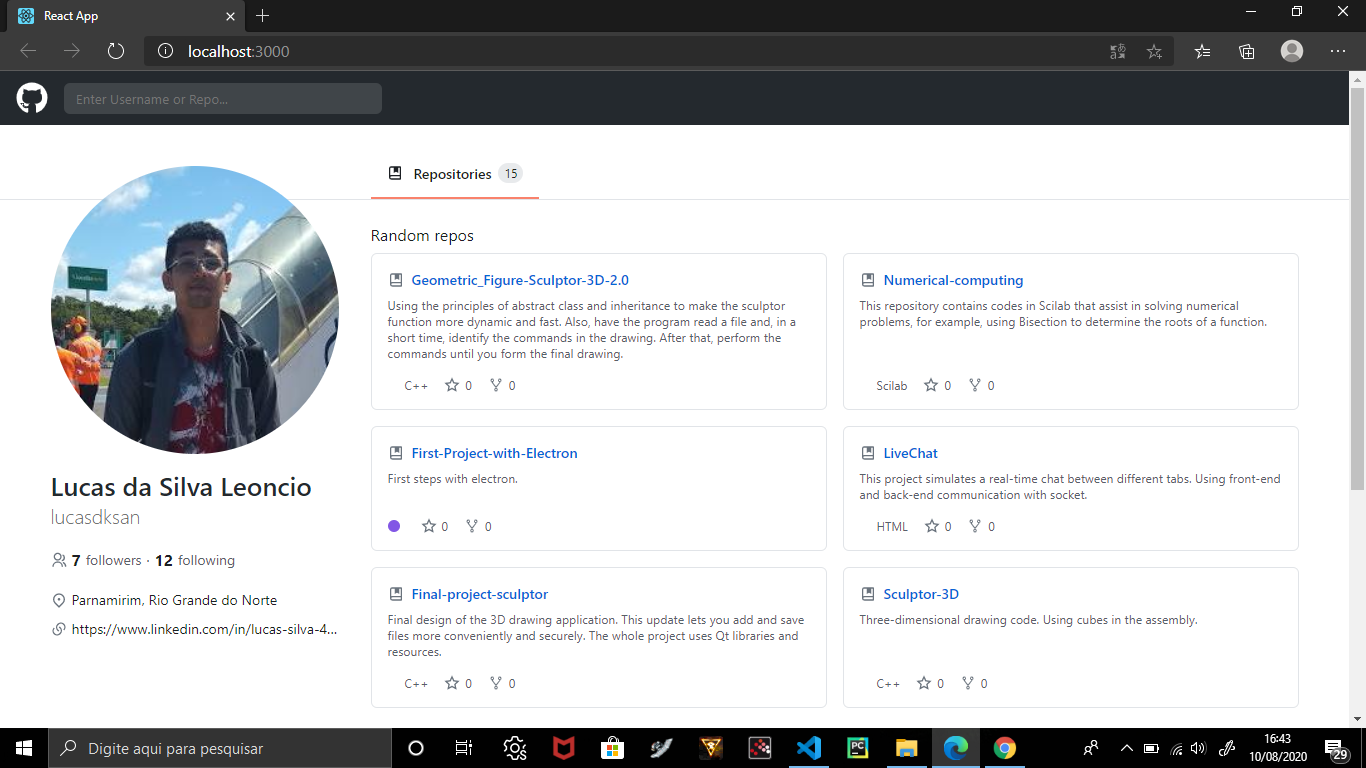 React App
localhost:3000
Enter Username or Repo...
Repositories 15
Random repos
Geometric_Figure-Sculptor-3D-2.0
Using the principles of abstract class and inheritance to make the sculptor
function more dynamic and fast. Also, have the program read a file and, in a
short time, identify the commands in the drawing. After that, perform the
commands until you form the final drawing.
C++ 0 0
Numerical-computing
This repository contains codes in Scilab that assist in solving numerical
problems, for example, using Bisection to determine the roots of a function.
Scilab 0 0
First-Project-with-Electron
First steps with electron.
0 0
LiveChat
This project simulates a real-time chat between different tabs. Using front-end
and back-end communication with socket.
HTML 0 0
Final-project-sculptor
Final design of the 3D drawing application. This update lets you add and save
files more conveniently and securely. The whole project uses Qt libraries and
resources.
C++ 0 0
Sculptor-3D
Three-dimensional drawing code. Using cubes in the assembly.
C++ 0 0
Lucas da Silva Leoncio
lucasdksan
7 followers · 12 following
Parnamirim, Rio Grande do Norte
https://www.linkedin.com/in/lucas-silva-4...
Digite aqui para pesquisar
PC
16:43
10/08/2020
29